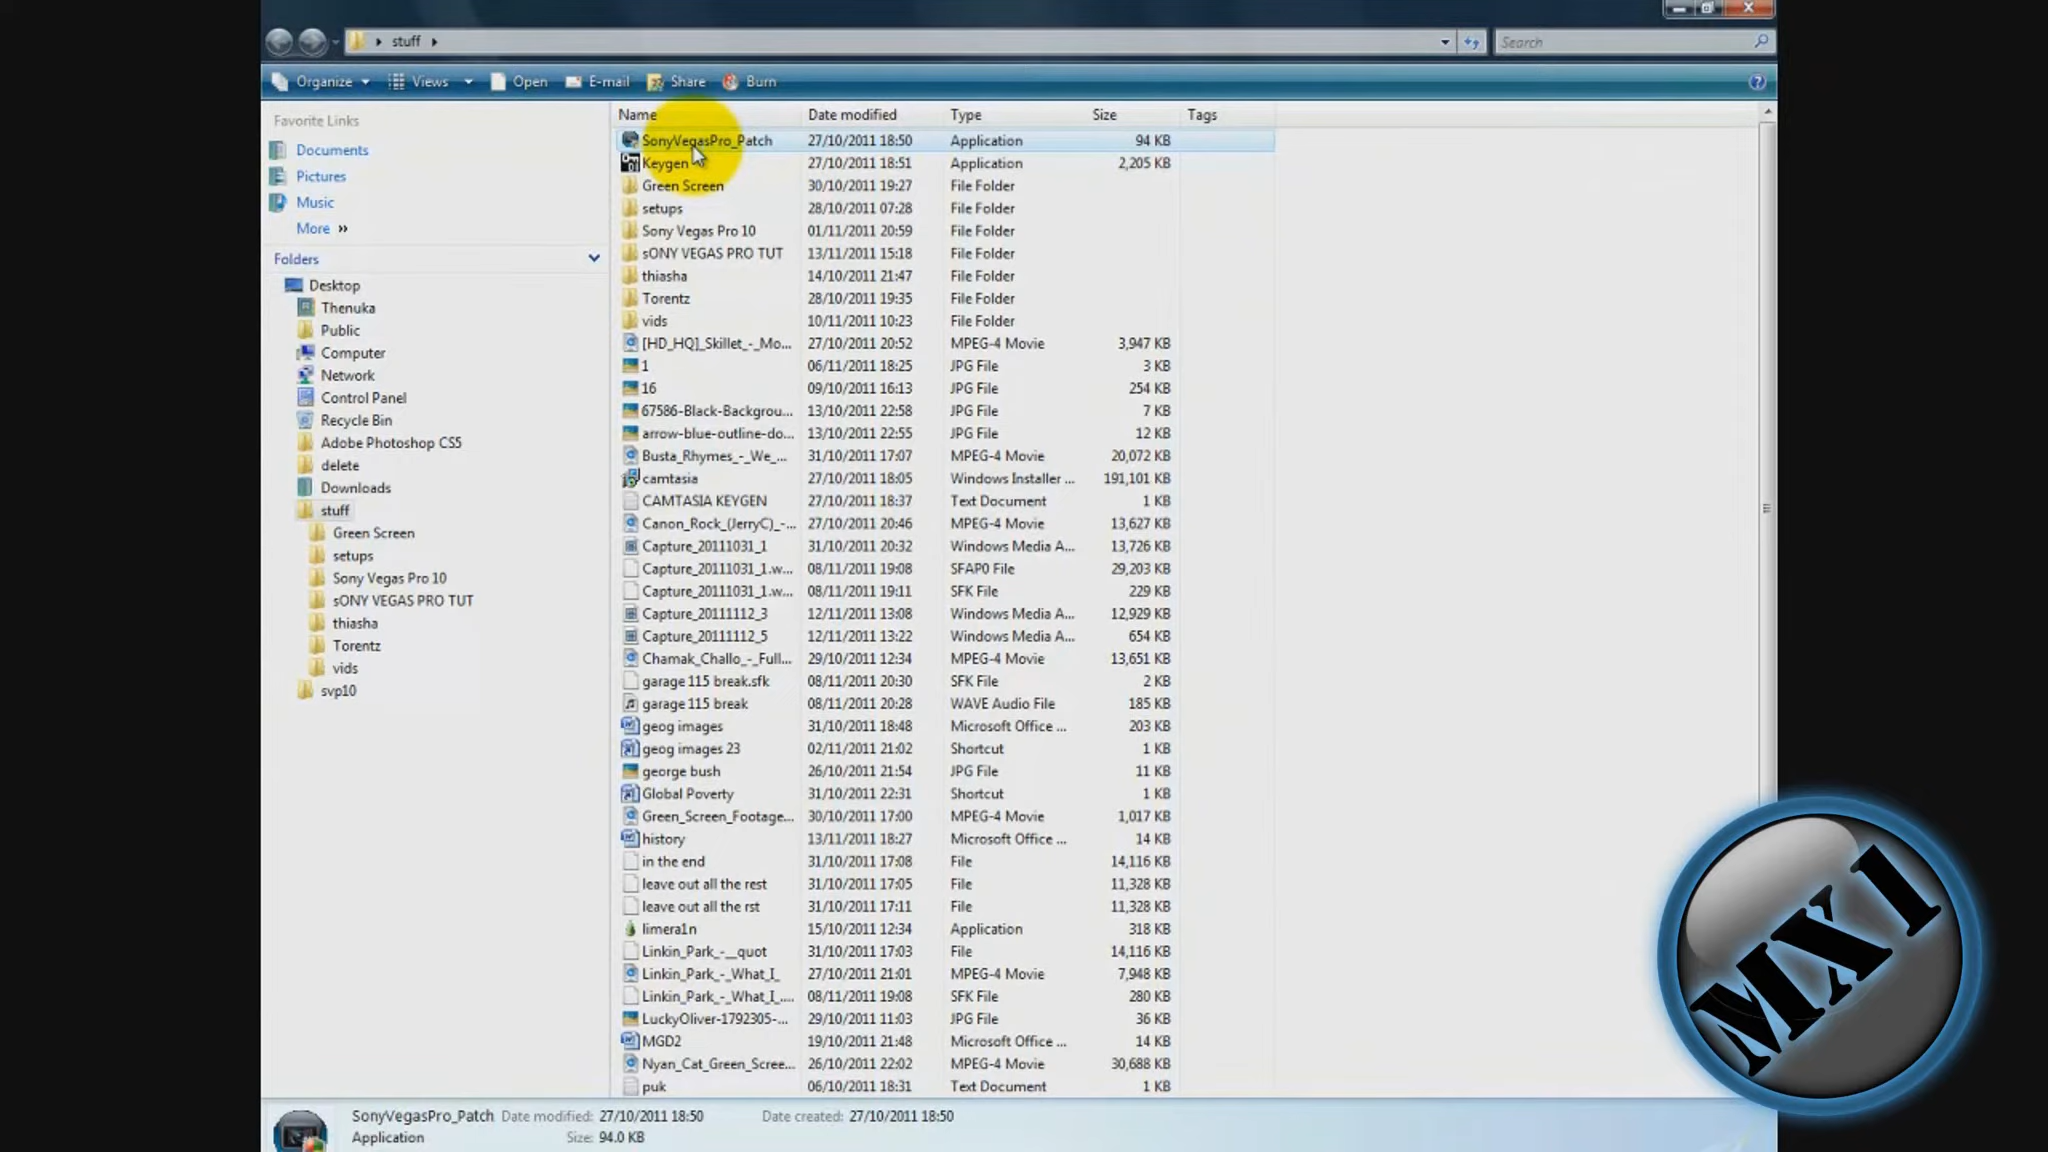 stuff
Search
Organize Views Open E-mail Share Burn
Favorite Links
Documents
Pictures
Music
More »
Folders
Desktop
Thenuka
Public
Computer
Network
Control Panel
Recycle Bin
Adobe Photoshop CS5
delete
Downloads
stuff
Green Screen
setups
Sony Vegas Pro 10
sONY VEGAS PRO TUT
thiasha
Torentz
vids
svp10
Name Date modified Type Size Tags
SonyVegasPro_Patch 27/10/2011 18:50 Application 94 KB
Keygen 27/10/2011 18:51 Application 2,205 KB
Green Screen 30/10/2011 19:27 File Folder
setups 28/10/2011 07:28 File Folder
Sony Vegas Pro 10 01/11/2011 20:59 File Folder
sONY VEGAS PRO TUT 13/11/2011 15:18 File Folder
thiasha 14/10/2011 21:47 File Folder
Torentz 28/10/2011 19:35 File Folder
vids 10/11/2011 10:23 File Folder
[HD_HQ]_Skillet_-_Mo... 27/10/2011 20:52 MPEG-4 Movie 3,947 KB
1 06/11/2011 18:25 JPG File 3 KB
16 09/10/2011 16:13 JPG File 254 KB
67586-Black-Backgrou... 13/10/2011 22:58 JPG File 7 KB
arrow-blue-outline-do... 13/10/2011 22:55 JPG File 12 KB
Busta_Rhymes_-_We_... 31/10/2011 17:07 MPEG-4 Movie 20,072 KB
camtasia 27/10/2011 18:05 Windows Installer ... 191,101 KB
CAMTASIA KEYGEN 27/10/2011 18:37 Text Document 1 KB
Canon_Rock_(JerryC)_-... 27/10/2011 20:46 MPEG-4 Movie 13,627 KB
Capture_20111031_1 31/10/2011 20:32 Windows Media A... 13,726 KB
Capture_20111031_1.w... 08/11/2011 19:08 SFAP0 File 29,203 KB
Capture_20111031_1.w... 08/11/2011 19:11 SFK File 229 KB
Capture_20111112_3 12/11/2011 13:08 Windows Media A... 12,929 KB
Capture_20111112_5 12/11/2011 13:22 Windows Media A... 654 KB
Chamak_Challo_-_Full... 29/10/2011 12:34 MPEG-4 Movie 13,651 KB
garage 115 break.sfk 08/11/2011 20:30 SFK File 2 KB
garage 115 break 08/11/2011 20:28 WAVE Audio File 185 KB
geog images 31/10/2011 18:48 Microsoft Office ... 203 KB
geog images 23 02/11/2011 21:02 Shortcut 1 KB
george bush 26/10/2011 21:54 JPG File 11 KB
Global Poverty 31/10/2011 22:31 Shortcut 1 KB
Green_Screen_Footage... 30/10/2011 17:00 MPEG-4 Movie 1,017 KB
history 13/11/2011 18:27 Microsoft Office ... 14 KB
in the end 31/10/2011 17:08 File 14,116 KB
leave out all the rest 31/10/2011 17:05 File 11,328 KB
leave out all the rst 31/10/2011 17:11 File 11,328 KB
limera1n 15/10/2011 12:34 Application 318 KB
Linkin_Park_-__quot 31/10/2011 17:03 File 14,116 KB
Linkin_Park_-_What_I_ 27/10/2011 21:01 MPEG-4 Movie 7,948 KB
Linkin_Park_-_What_I_.... 08/11/2011 19:08 SFK File 280 KB
LuckyOliver-1792305-... 29/10/2011 11:03 JPG File 36 KB
MGD2 19/10/2011 21:48 Microsoft Office ... 14 KB
Nyan_Cat_Green_Scree... 26/10/2011 22:02 MPEG-4 Movie 30,688 KB
puk 06/10/2011 18:31 Text Document 1 KB
SonyVegasPro_Patch Date modified: 27/10/2011 18:50 Date created: 27/10/2011 18:50
Application Size: 94.0 KB
MX1